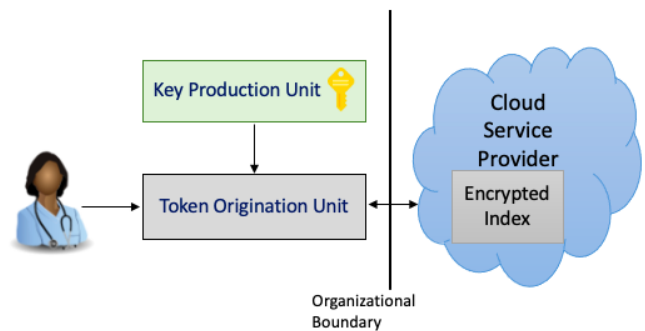 Key Production Unit
Token Origination Unit
Cloud
Service
Provider
Encrypted
Index
Organizational
Boundary